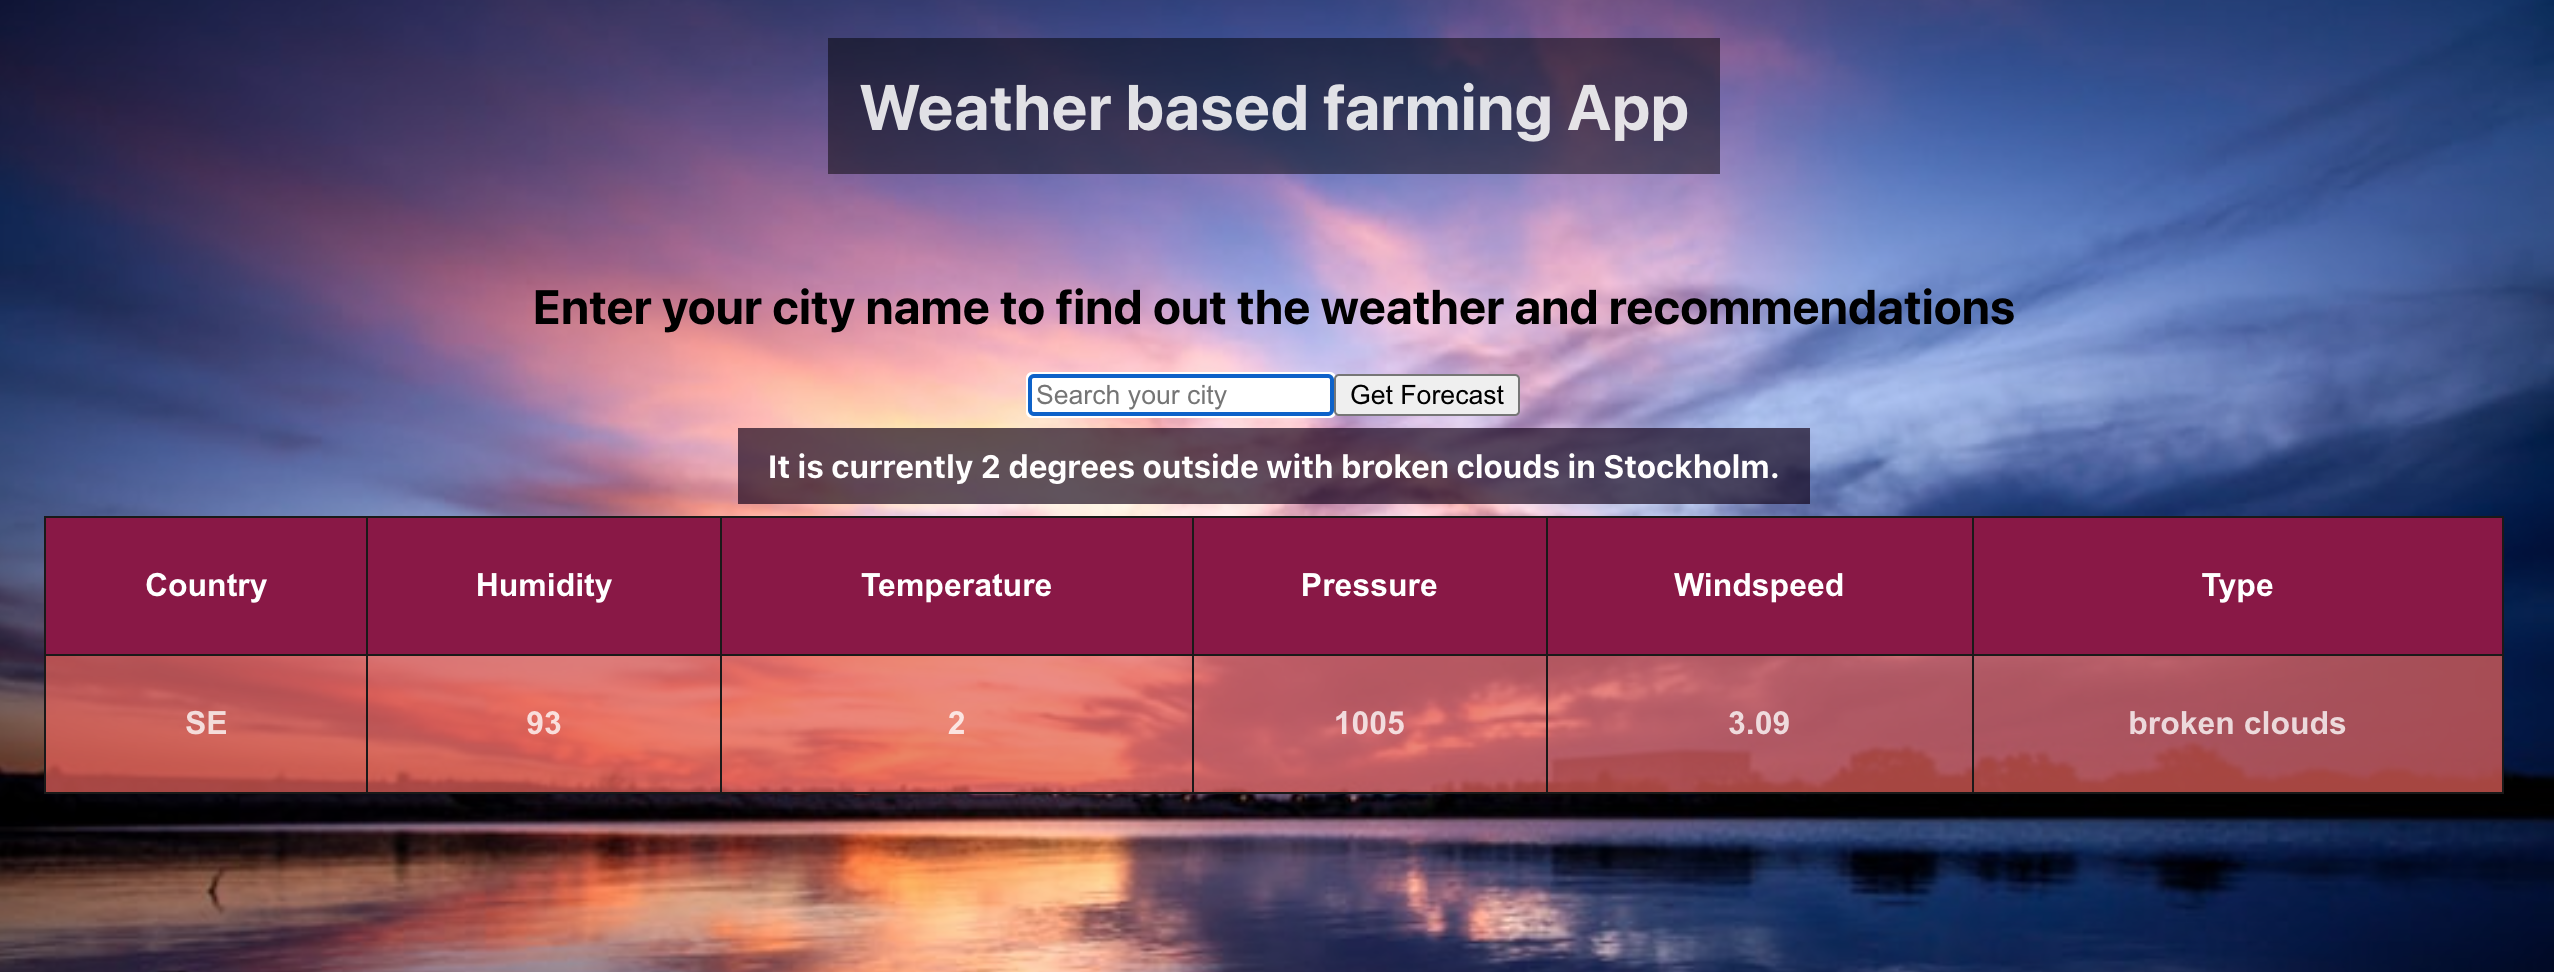 Weather based farming App
Enter your city name to find out the weather and recommendations
Search your city Get Forecast
It is currently 2 degrees outside with broken clouds in Stockholm.
Country Humidity Temperature Pressure Windspeed Type
SE 93 2 1005 3.09 broken clouds